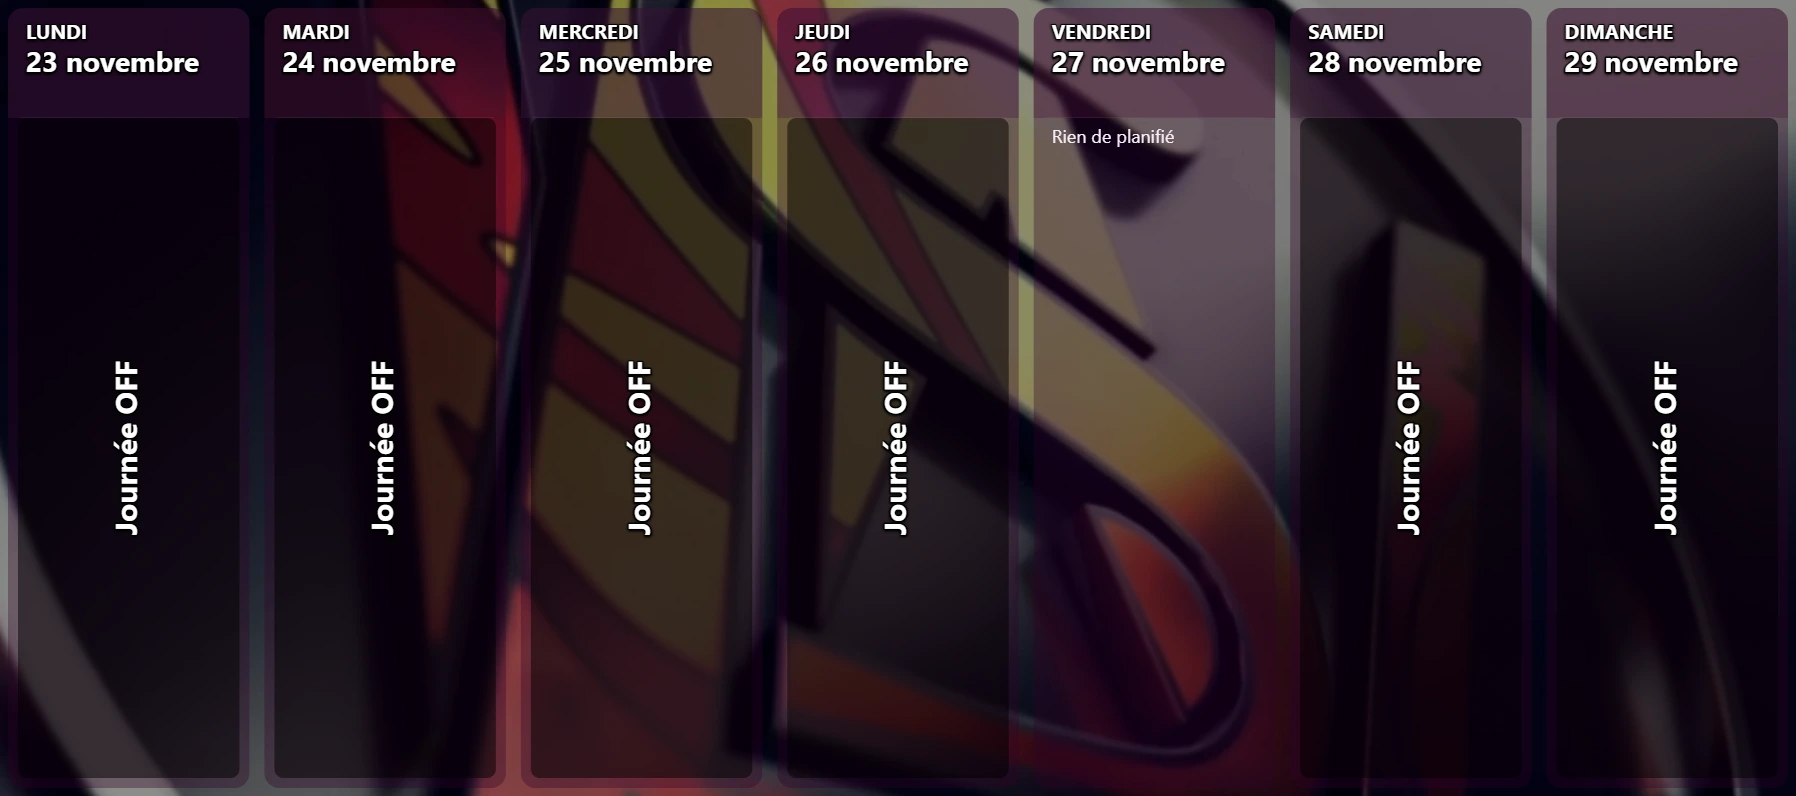 LUNDI
23 novembre
Journée OFF
MARDI
24 novembre
Journée OFF
MERCREDI
25 novembre
Journée OFF
JEUDI
26 novembre
Journée OFF
VENDREDI
27 novembre
Rien de planifié
SAMEDI
28 novembre
Journée OFF
DIMANCHE
29 novembre
Journée OFF